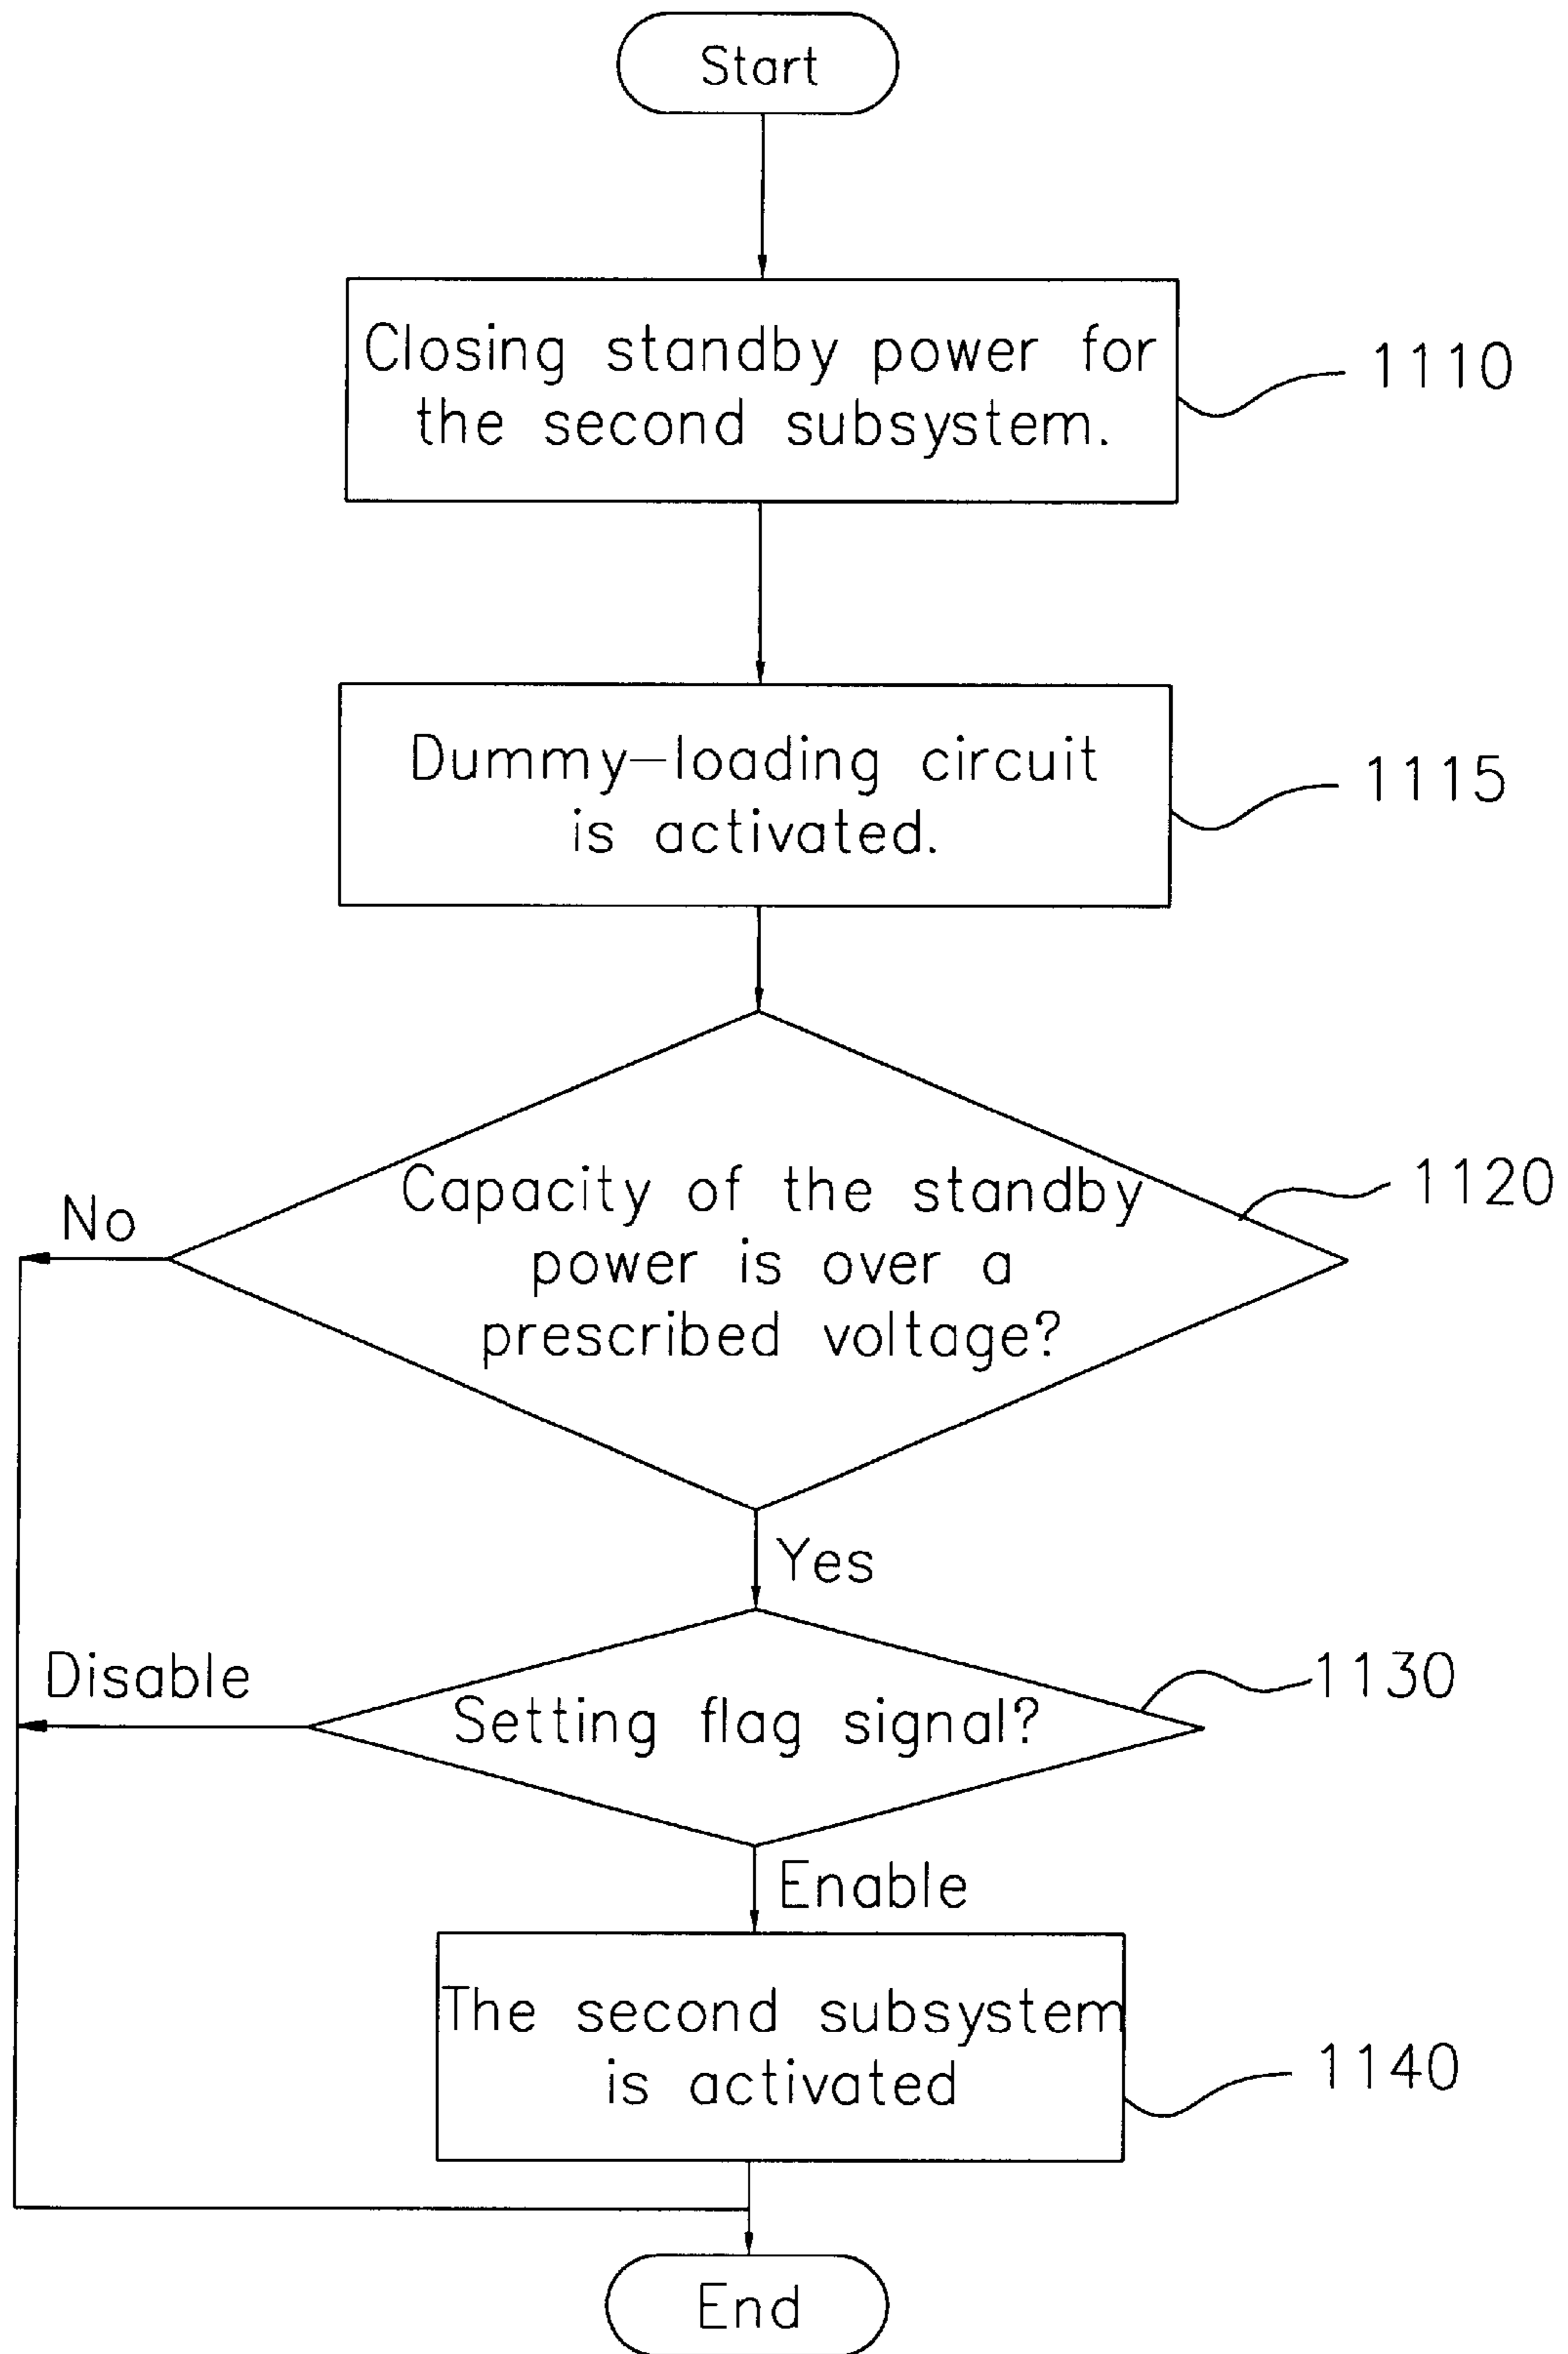 Start
Closing standby power for
the second subsystem.
1110
Dummy-loading circuit
is activated.
1115
Capacity of the standby
power is over a
prescribed voltage?
1120
No
Yes
Setting flag signal?
1130
Disable
Enable
The second subsystem
is activated
1140
End